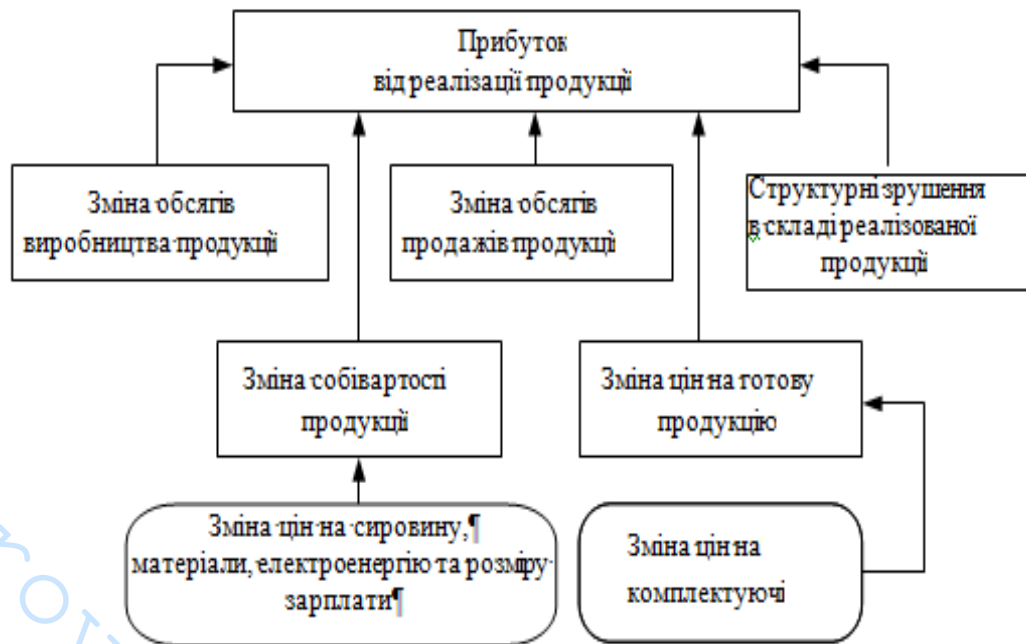 Прибуток
від реалізації продукції
Зміна обсягів
виробництва продукції
Зміна обсягів
продажів продукції
Структурні зрушення
в складі реалізованої
продукції
Зміна собівартості
продукції
Зміна цін на готову
продукцію
Зміна цін на сировину,¶
матеріали, електроенергію та розміру
зарплати¶
Зміна цін на
комплектуючі